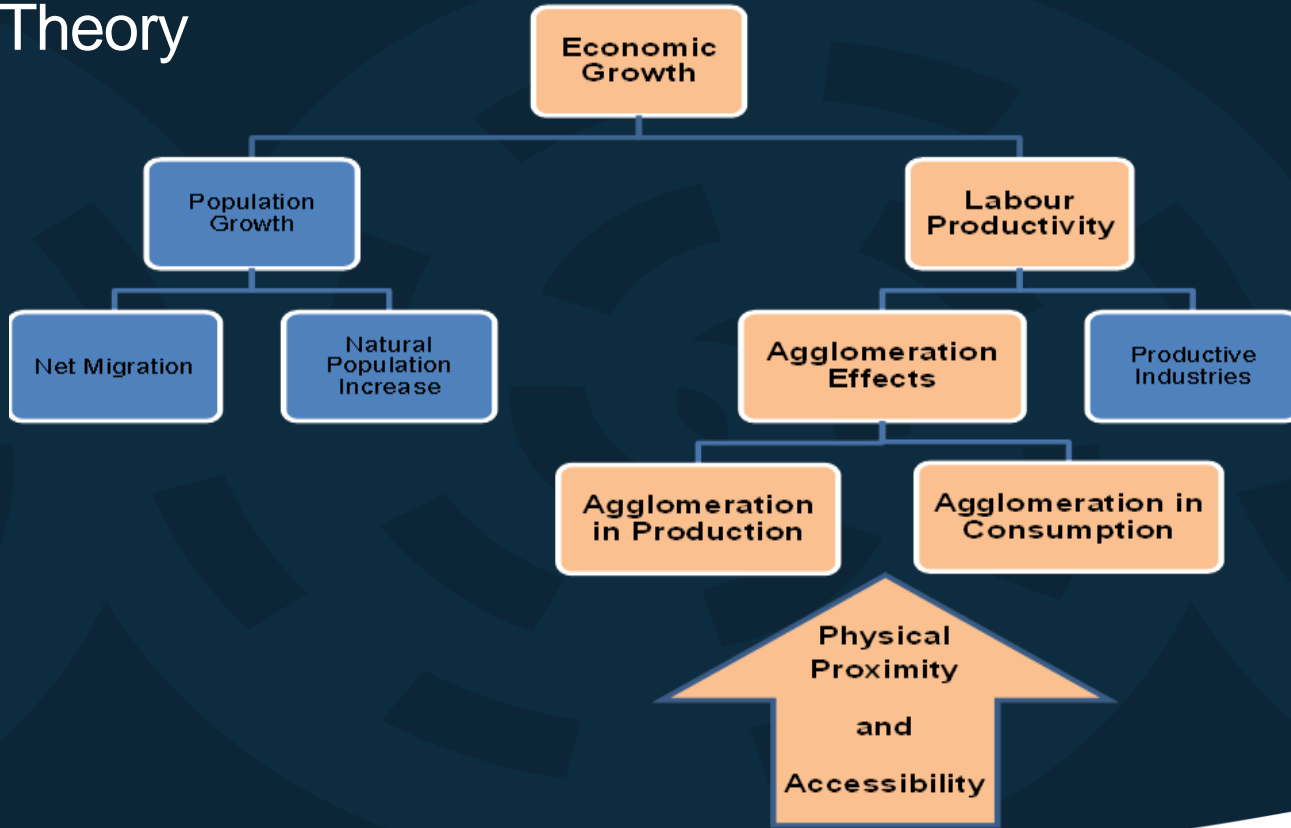 Theory
Economic
Growth
Population
Growth
Labour
Productivity
Net Migration
Natural
Population
Increase
Agglomeration
Effects
Productive
Industries
Agglomeration
in Production
Agglomeration in
Consumption
Physical
Proximity
and
Accessibility